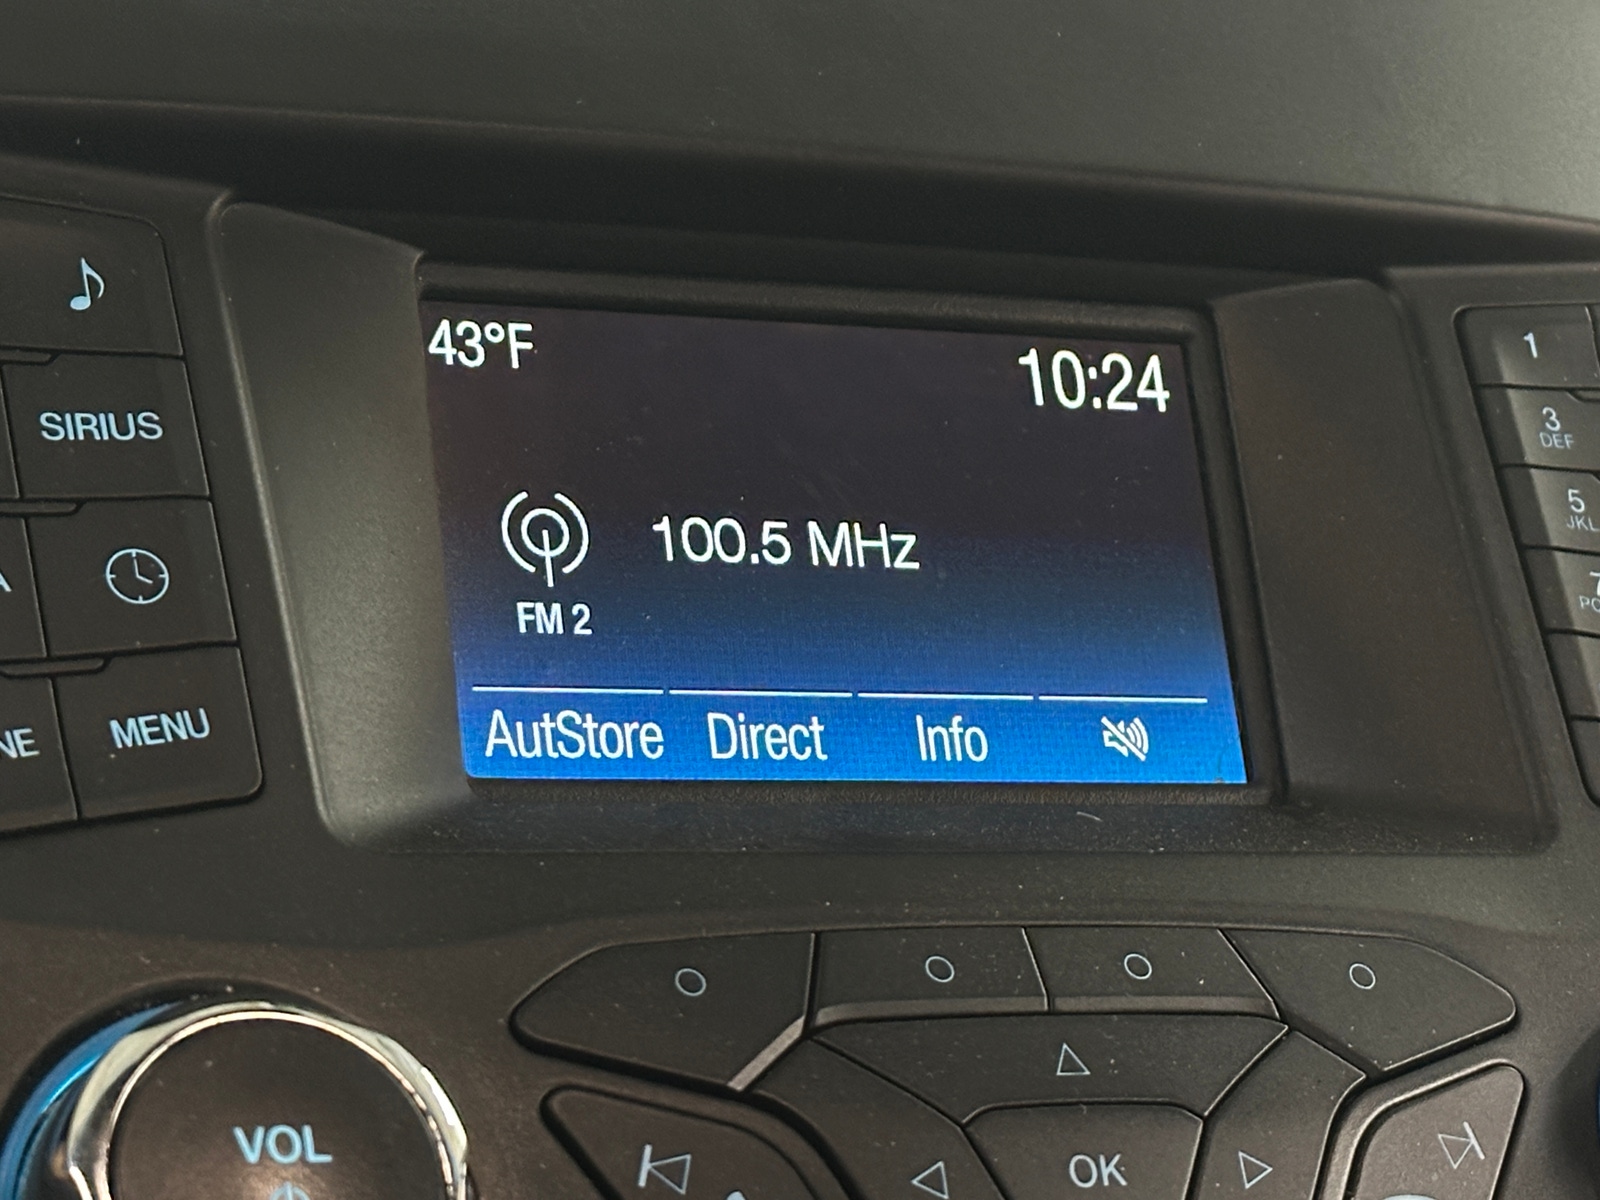 43°F
10:24
100.5 MHz
FM 2
AutStore Direct Info
SIRIUS
MENU
VOL
OK
1
3
DEF
5
JKL